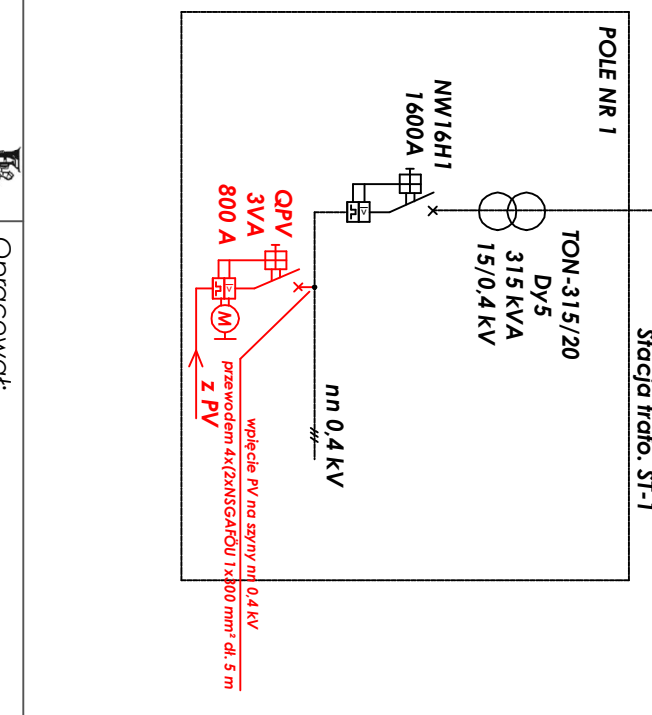 Stacja trafo. ST-1
POLE NR 1
TON-315/20
Dy5
315 kVA
15/0,4 kV
NW16H1
1600A
nn 0,4 kV
QPV
3VA
800 A
M
z PV
wpięcie PV na szyny nn 0,4 kV
przewodem 4x(2xNSGAFÖU 1x300 mm² dł. 5 m
Opracował: